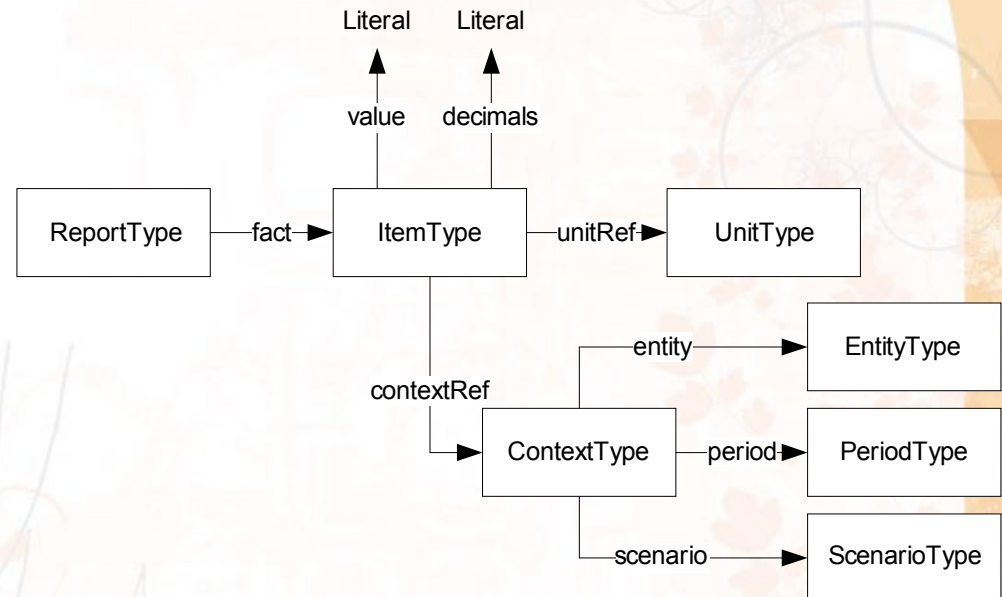 Literal Literal
value decimals
ReportType fact ItemType unitRef UnitType
entity EntityType
contextRef
ContextType period PeriodType
scenario ScenarioType